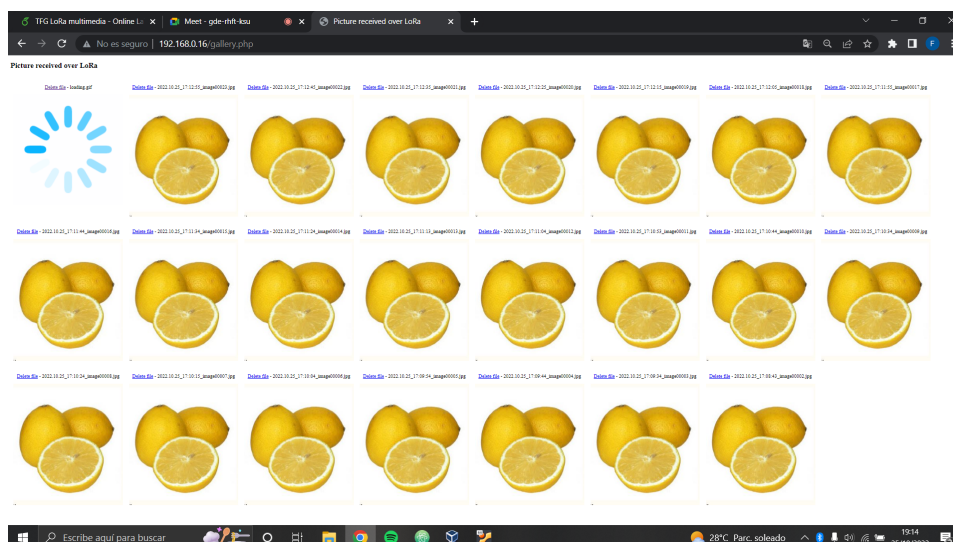 TFG LoRa multimedia - Online La
Meet - gde-rhft-ksu
Picture received over LoRa
No es seguro | 192.168.0.16/gallery.php
F
Picture received over LoRa
Delete file - loading.gif
Delete file - 2022.10.25_17:12:55_image00023.jpg
Delete file - 2022.10.25_17:12:45_image00022.jpg
Delete file - 2022.10.25_17:12:35_image00021.jpg
Delete file - 2022.10.25_17:12:25_image00020.jpg
Delete file - 2022.10.25_17:12:15_image00019.jpg
Delete file - 2022.10.25_17:12:05_image00018.jpg
Delete file - 2022.10.25_17:11:55_image00017.jpg
Delete file - 2022.10.25_17:11:44_image00016.jpg
Delete file - 2022.10.25_17:11:34_image00015.jpg
Delete file - 2022.10.25_17:11:24_image00014.jpg
Delete file - 2022.10.25_17:11:13_image00013.jpg
Delete file - 2022.10.25_17:11:04_image00012.jpg
Delete file - 2022.10.25_17:10:53_image00011.jpg
Delete file - 2022.10.25_17:10:44_image00010.jpg
Delete file - 2022.10.25_17:10:34_image00009.jpg
Delete file - 2022.10.25_17:10:24_image00008.jpg
Delete file - 2022.10.25_17:10:15_image00007.jpg
Delete file - 2022.10.25_17:10:04_image00006.jpg
Delete file - 2022.10.25_17:09:54_image00005.jpg
Delete file - 2022.10.25_17:09:44_image00004.jpg
Delete file - 2022.10.25_17:09:34_image00003.jpg
Delete file - 2022.10.25_17:08:43_image00002.jpg
Escribe aquí para buscar
28°C Parc. soleado
19:14